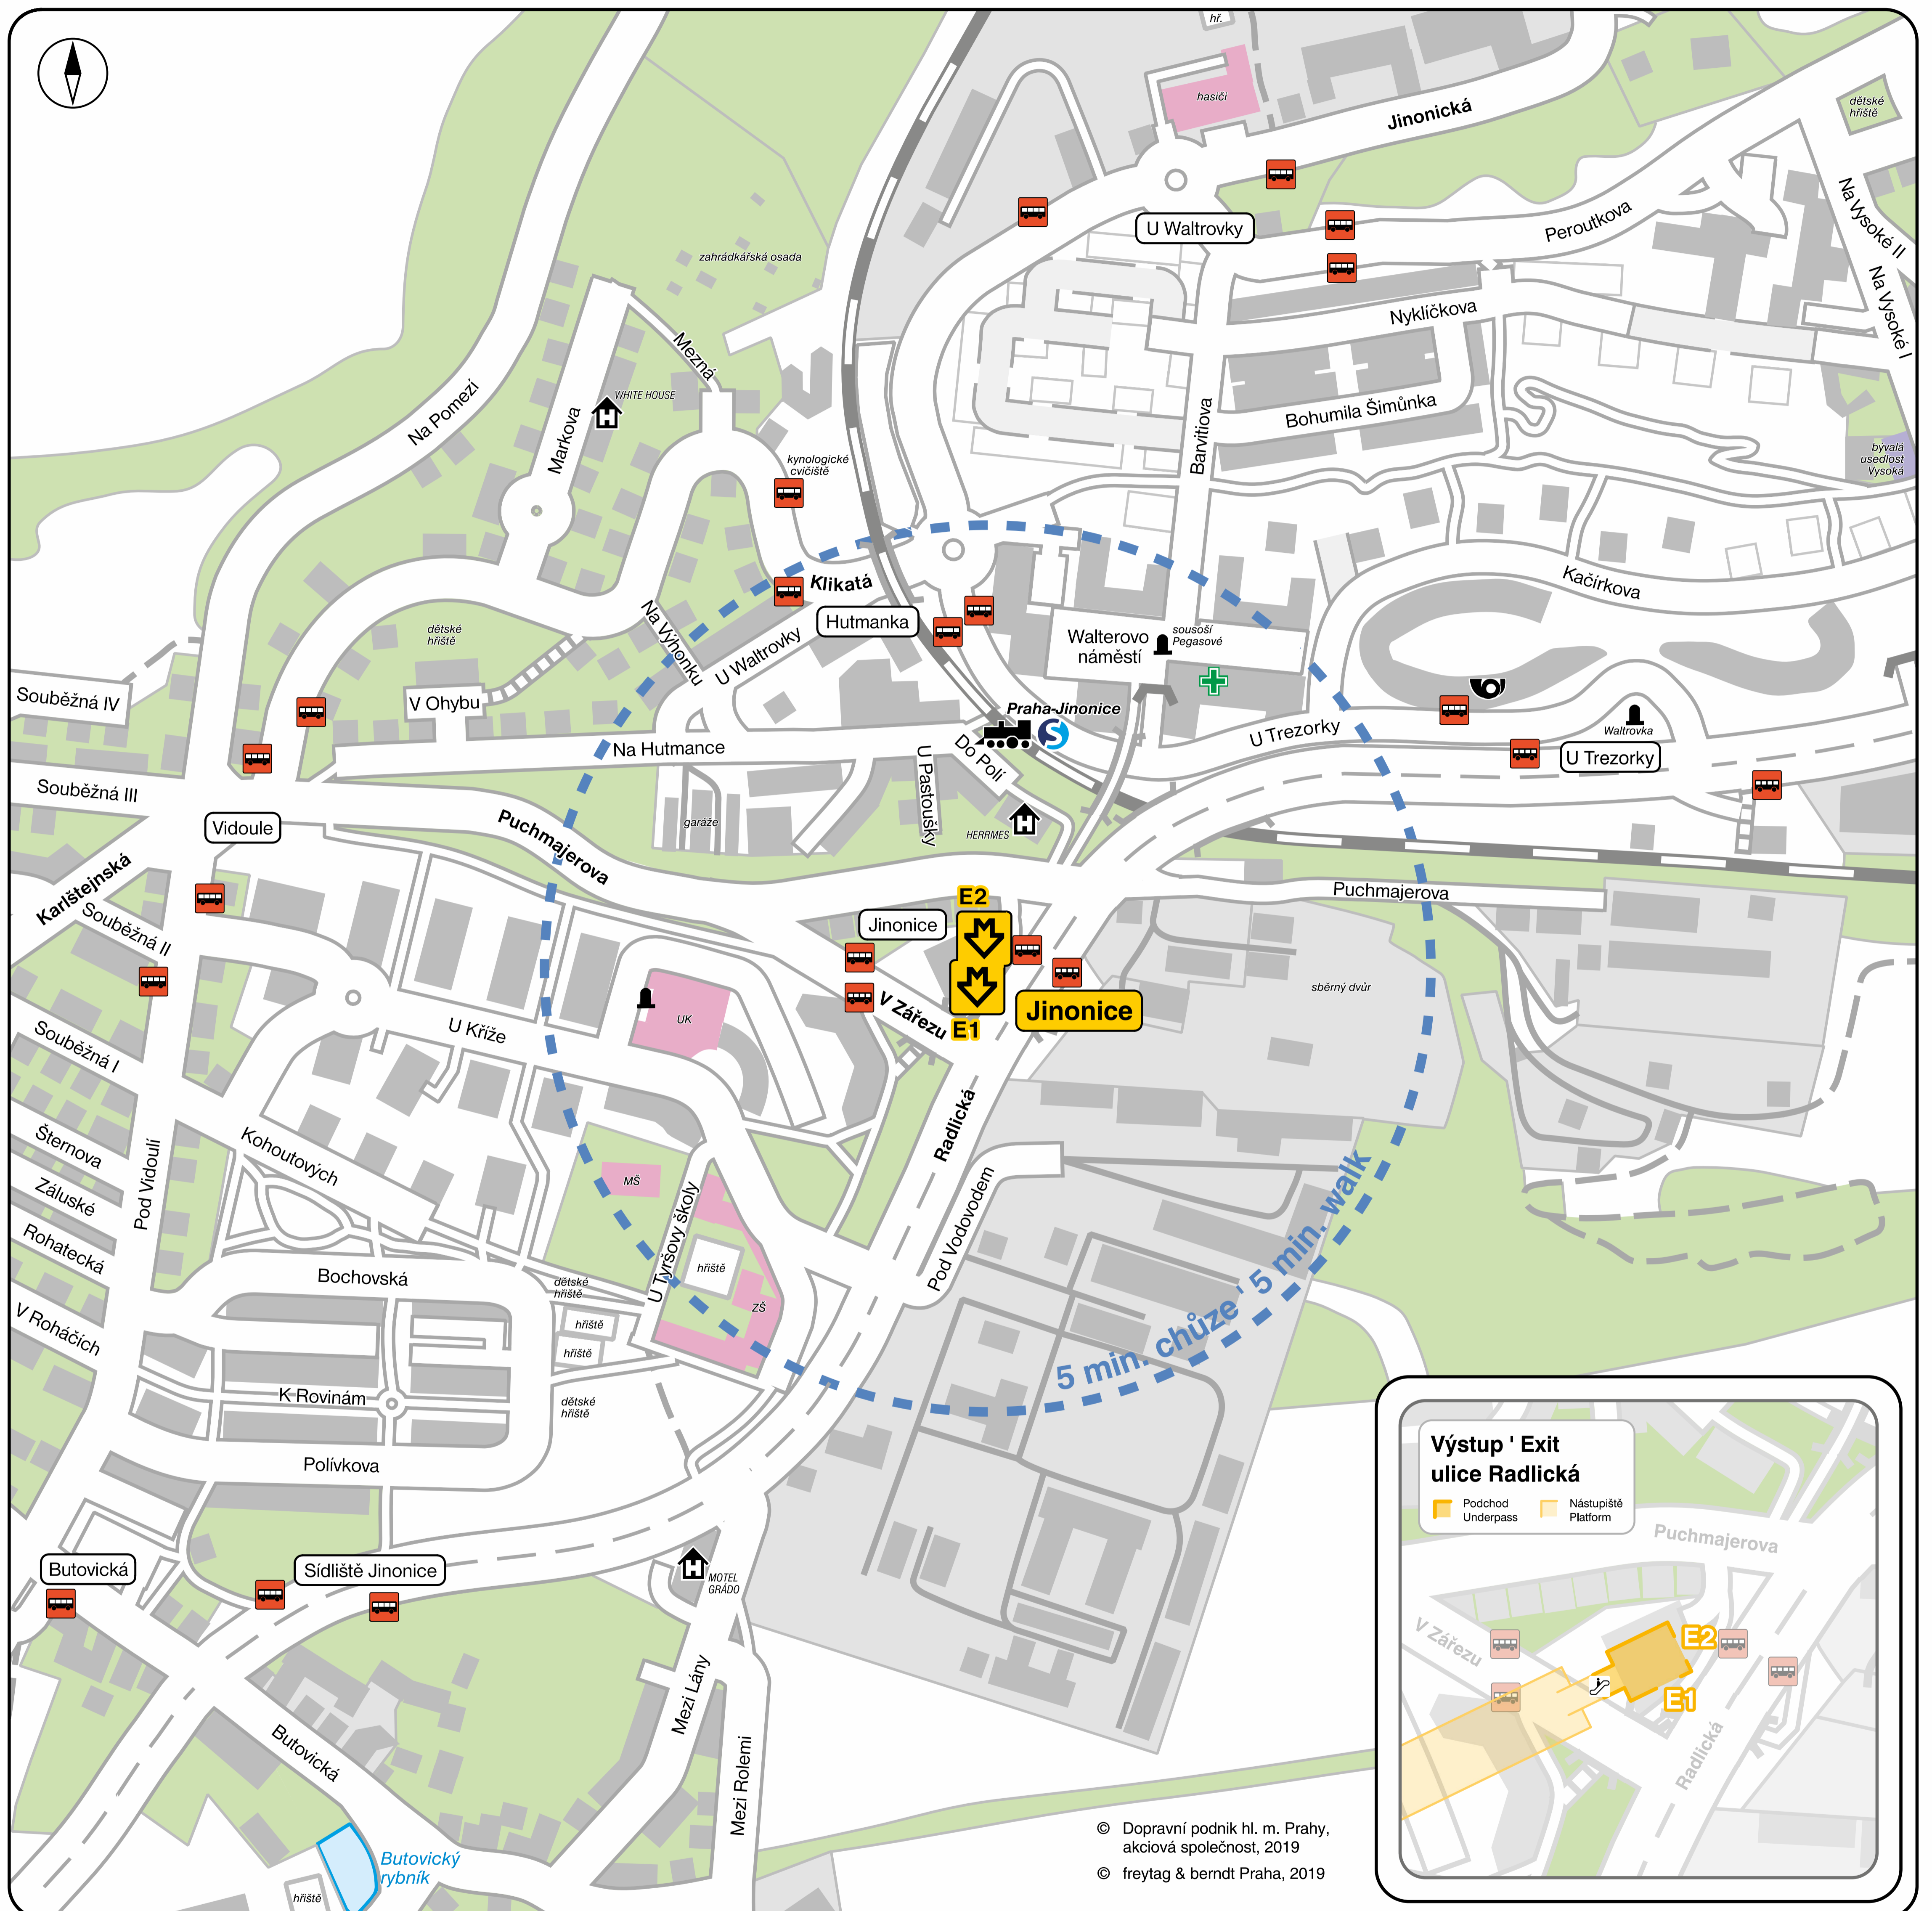 hř.
hasiči
Jinonická
dětské
hřiště
U Waltrovky
Peroutkova
Na Vysoké II
Na Vysoké I
zahrádkářská osada
Nyklíčkova
Mezná
WHITE HOUSE
Na Pomezí
Markova
Barvitiova
Bohumila Šimůnka
bývalá
usedlost
Vysoká
kynologické
cvičiště
Klikatá
Kačírkova
Hutmanka
Na Výhonku
U Waltrovky
Walterovo
náměstí
sousoší
Pegasové
dětské
hřiště
Souběžná IV
V Ohybu
Praha-Jinonice
S
U Trezorky
Waltrovka
U Trezorky
Na Hutmance
U Pastoušky
Do Polí
Souběžná III
garáže
HERRMES
Vidoule
Puchmajerova
Puchmajerova
Karlštejnská
Souběžná II
E2
Jinonice
V Zářezu
E1
Jinonice
sběrný dvůr
UK
U Kříže
Souběžná I
Šternova
Záluské
Rohatecká
V Roháčích
Pod Vidoulí
Kohoutových
Radlická
Pod Vodovodem
MŠ
U Tyršovy školy
hřiště
ZŠ
Bochovská
dětské
hřiště
hřiště
hřiště
dětské
hřiště
K Rovinám
Polívkova
5 min. chůze ' 5 min. walk
Butovická
Sídliště Jinonice
MOTEL
GRÁDO
Mezi Lány
Mezi Rolemi
Butovická
Butovický
rybník
hřiště
Výstup ' Exit
ulice Radlická
Podchod
Underpass
Nástupiště
Platform
Puchmajerova
V Zářezu
E2
E1
Radlická
© Dopravní podnik hl. m. Prahy,
akciová společnost, 2019
© freytag & berndt Praha, 2019